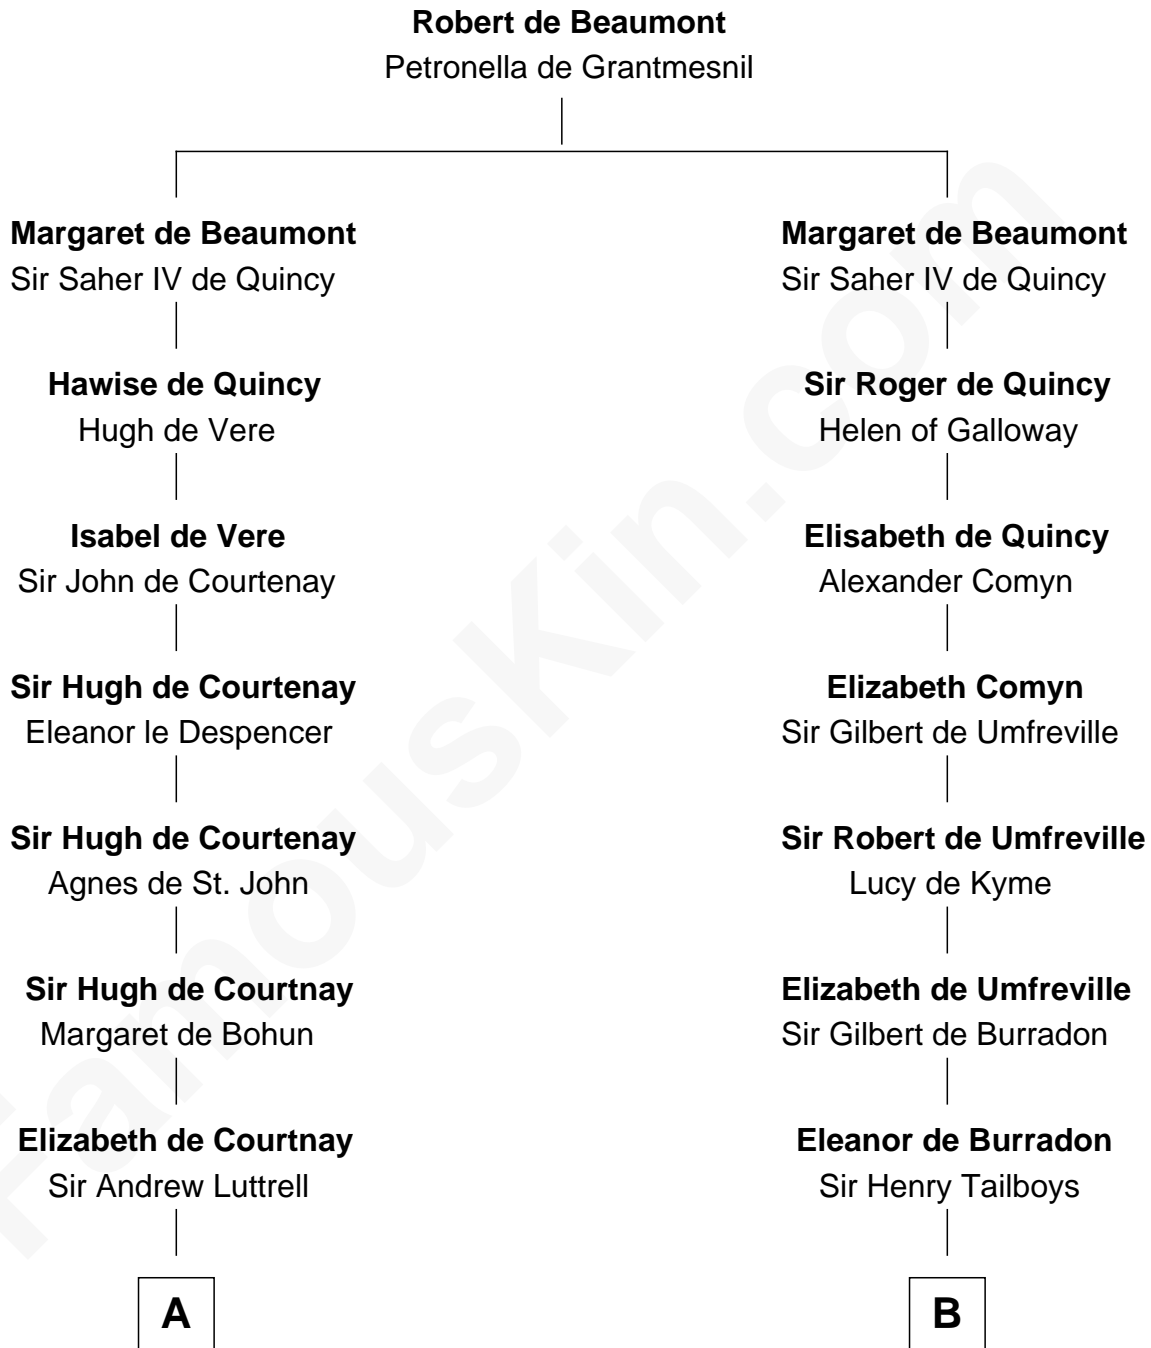 Robert de Beaumont
Petronella de Grantmesnil
Margaret de Beaumont
Sir Saher IV de Quincy
Hawise de Quincy
Hugh de Vere
Isabel de Vere
Sir John de Courtenay
Sir Hugh de Courtenay
Eleanor le Despencer
Sir Hugh de Courtenay
Agnes de St. John
Sir Hugh de Courtnay
Margaret de Bohun
Elizabeth de Courtnay
Sir Andrew Luttrell
A
Margaret de Beaumont
Sir Saher IV de Quincy
Sir Roger de Quincy
Helen of Galloway
Elisabeth de Quincy
Alexander Comyn
Elizabeth Comyn
Sir Gilbert de Umfreville
Sir Robert de Umfreville
Lucy de Kyme
Elizabeth de Umfreville
Sir Gilbert de Burradon
Eleanor de Burradon
Sir Henry Tailboys
B
FamousKin.com